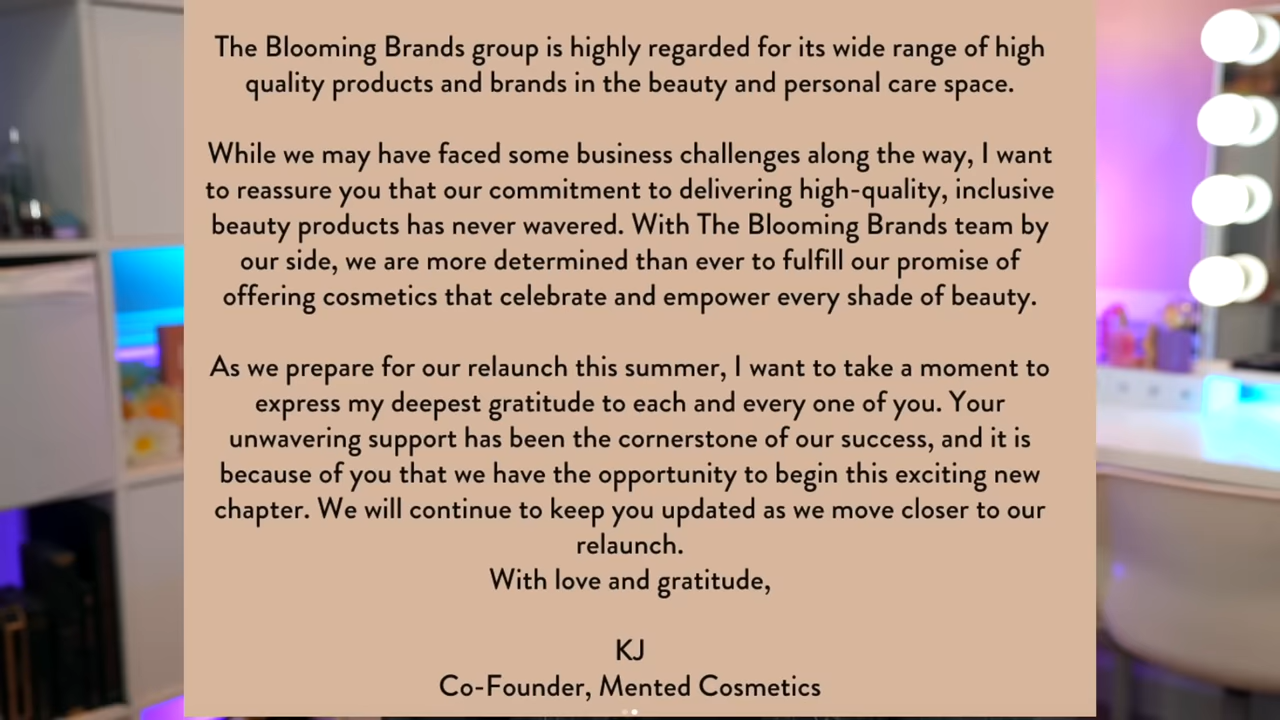 The Blooming Brands group is highly regarded for its wide range of high
quality products and brands in the beauty and personal care space.
While we may have faced some business challenges along the way, I want
to reassure you that our commitment to delivering high-quality, inclusive
beauty products has never wavered. With The Blooming Brands team by
our side, we are more determined than ever to fulfill our promise of
offering cosmetics that celebrate and empower every shade of beauty.
As we prepare for our relaunch this summer, I want to take a moment to
express my deepest gratitude to each and every one of you. Your
unwavering support has been the cornerstone of our success, and it is
because of you that we have the opportunity to begin this exciting new
chapter. We will continue to keep you updated as we move closer to our
relaunch.
With love and gratitude,
KJ
Co-Founder, Mented Cosmetics